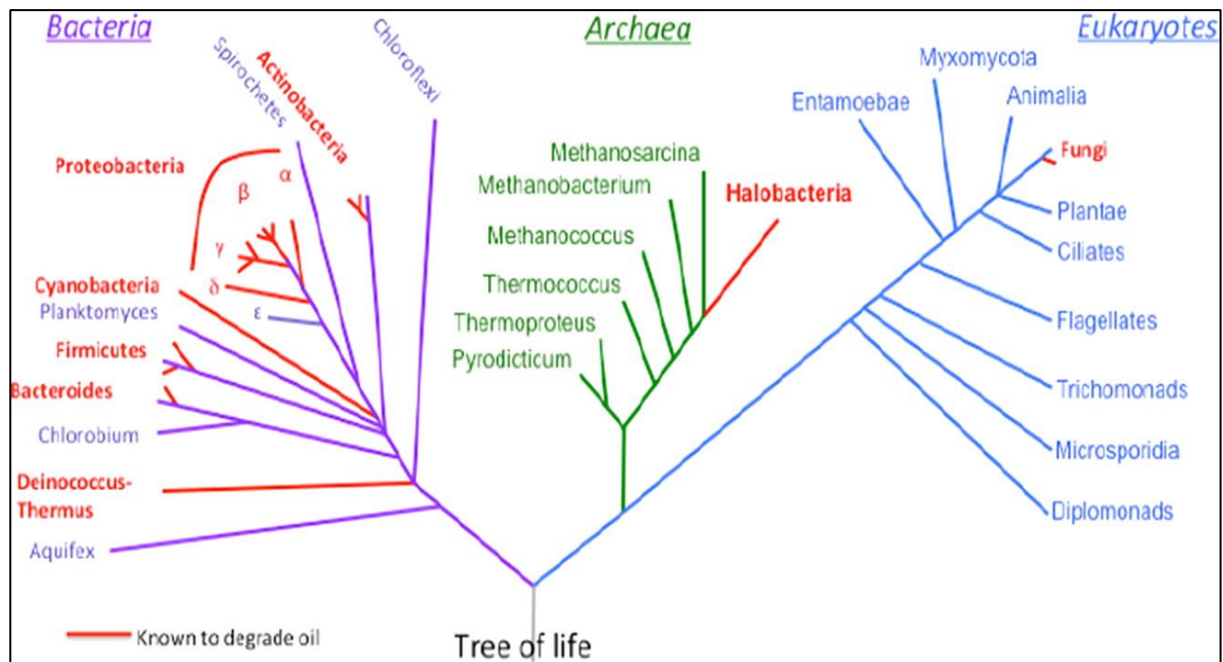 Bacteria
Archaea
Eukaryotes
Spirochetes
Actinobacteria
Chloroflexi
Proteobacteria
α
β
γ
δ
ε
Cyanobacteria
Planktomyces
Firmicutes
Bacteroides
Chlorobium
Deinococcus-
Thermus
Aquifex
Methanosarcina
Methanobacterium
Halobacteria
Methanococcus
Thermococcus
Thermoproteus
Pyrodicticum
Myxomycota
Entamoebae
Animalia
Fungi
Plantae
Ciliates
Flagellates
Trichomonads
Microsporidia
Diplomonads
Known to degrade oil
Tree of life